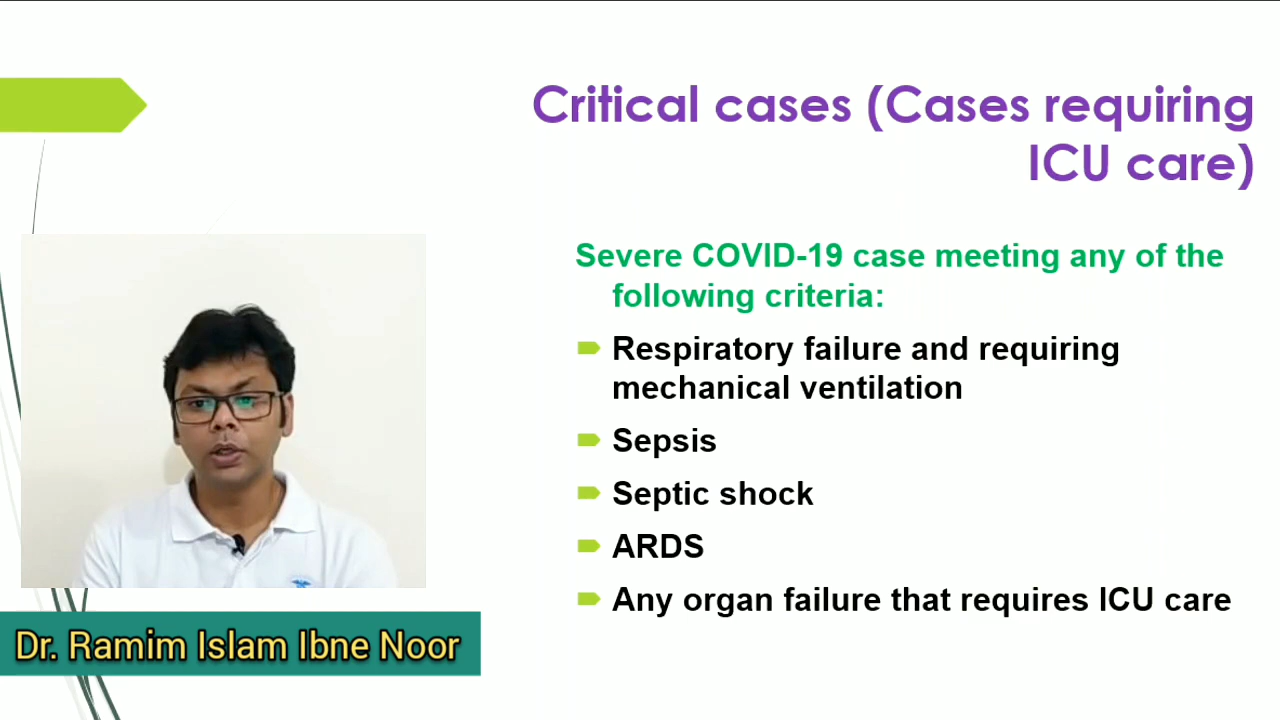 Critical cases (Cases requiring
ICU care)
Severe COVID-19 case meeting any of the
following criteria:
Respiratory failure and requiring
mechanical ventilation
Sepsis
Septic shock
ARDS
Any organ failure that requires ICU care
Dr. Ramim Islam Ibne Noor